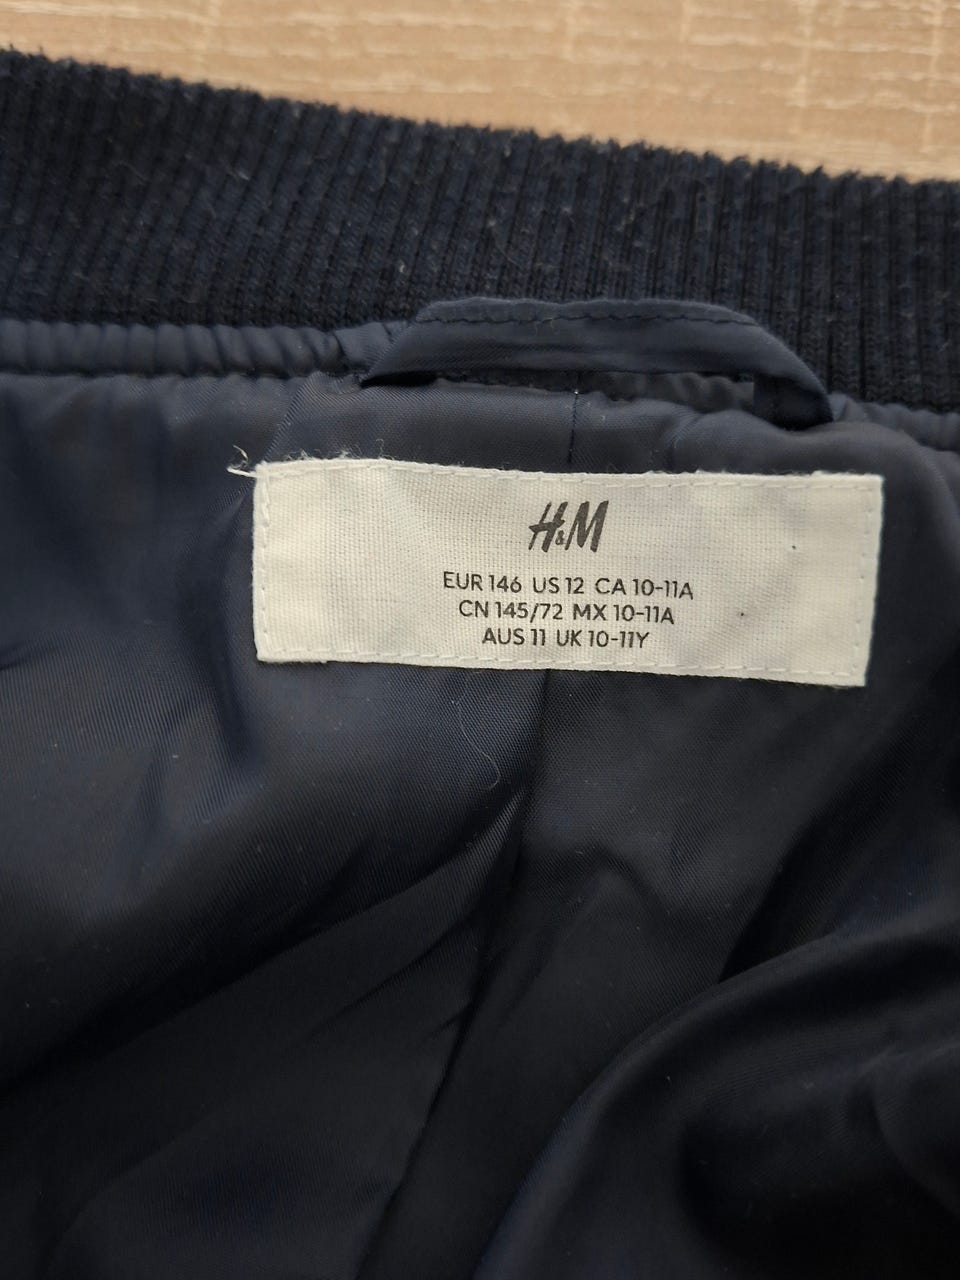 H&M
EUR 146 US 12 CA 10-11A
CN 145/72 MX 10-11A
AUS 11 UK 10-11Y